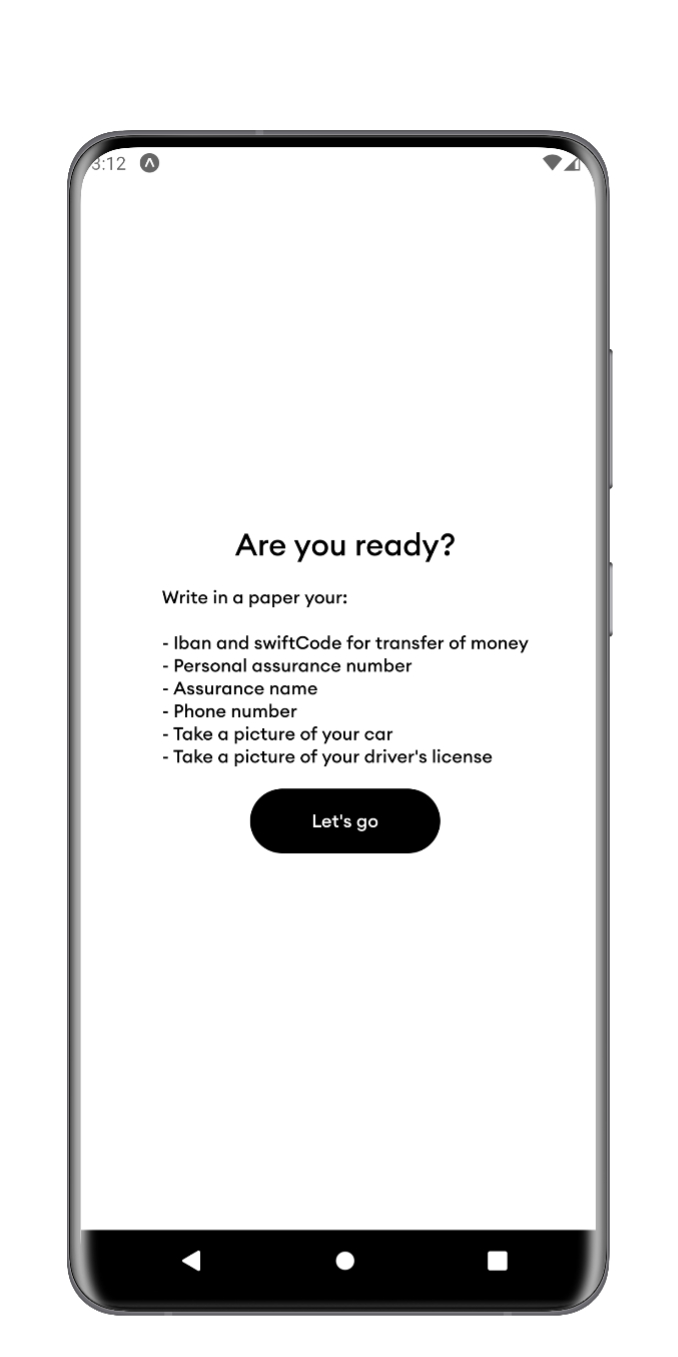 3:12
Are you ready?
Write in a paper your:
- Iban and swiftCode for transfer of money
- Personal assurance number
- Assurance name
- Phone number
- Take a picture of your car
- Take a picture of your driver's license
Let's go